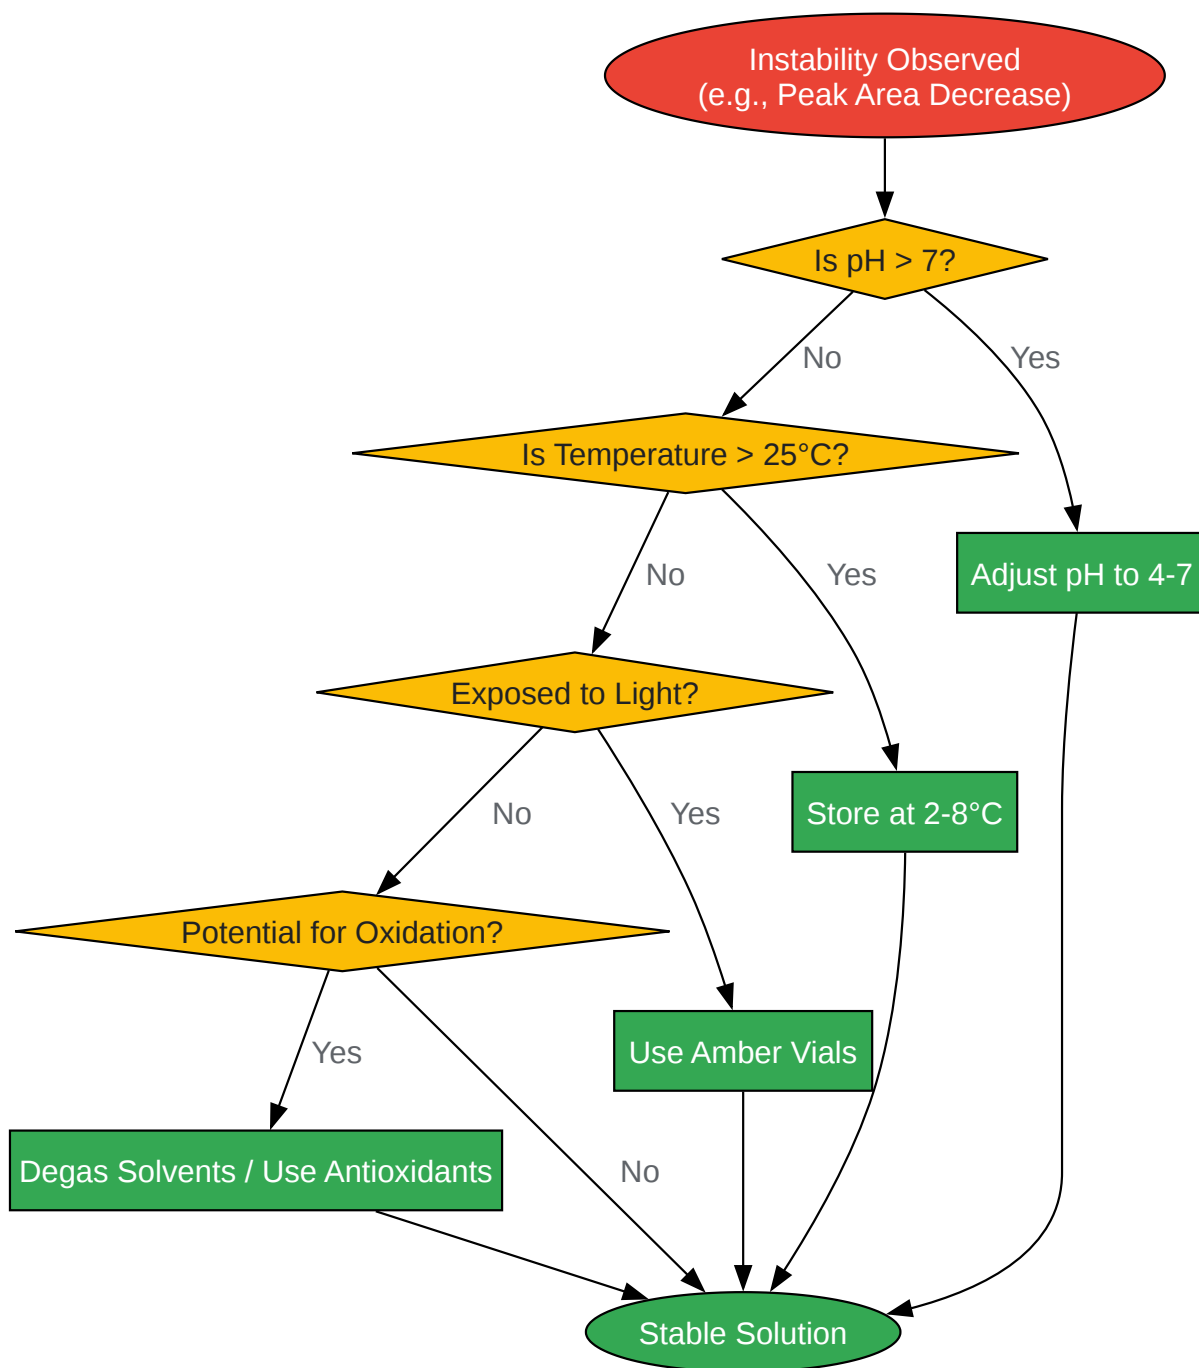 Instability Observed
(e.g., Peak Area Decrease)
Is pH > 7?
No
Yes
Is Temperature > 25°C?
No
Yes
Adjust pH to 4-7
Exposed to Light?
No
Yes
Store at 2-8°C
Potential for Oxidation?
Yes
No
Use Amber Vials
Degas Solvents / Use Antioxidants
Stable Solution